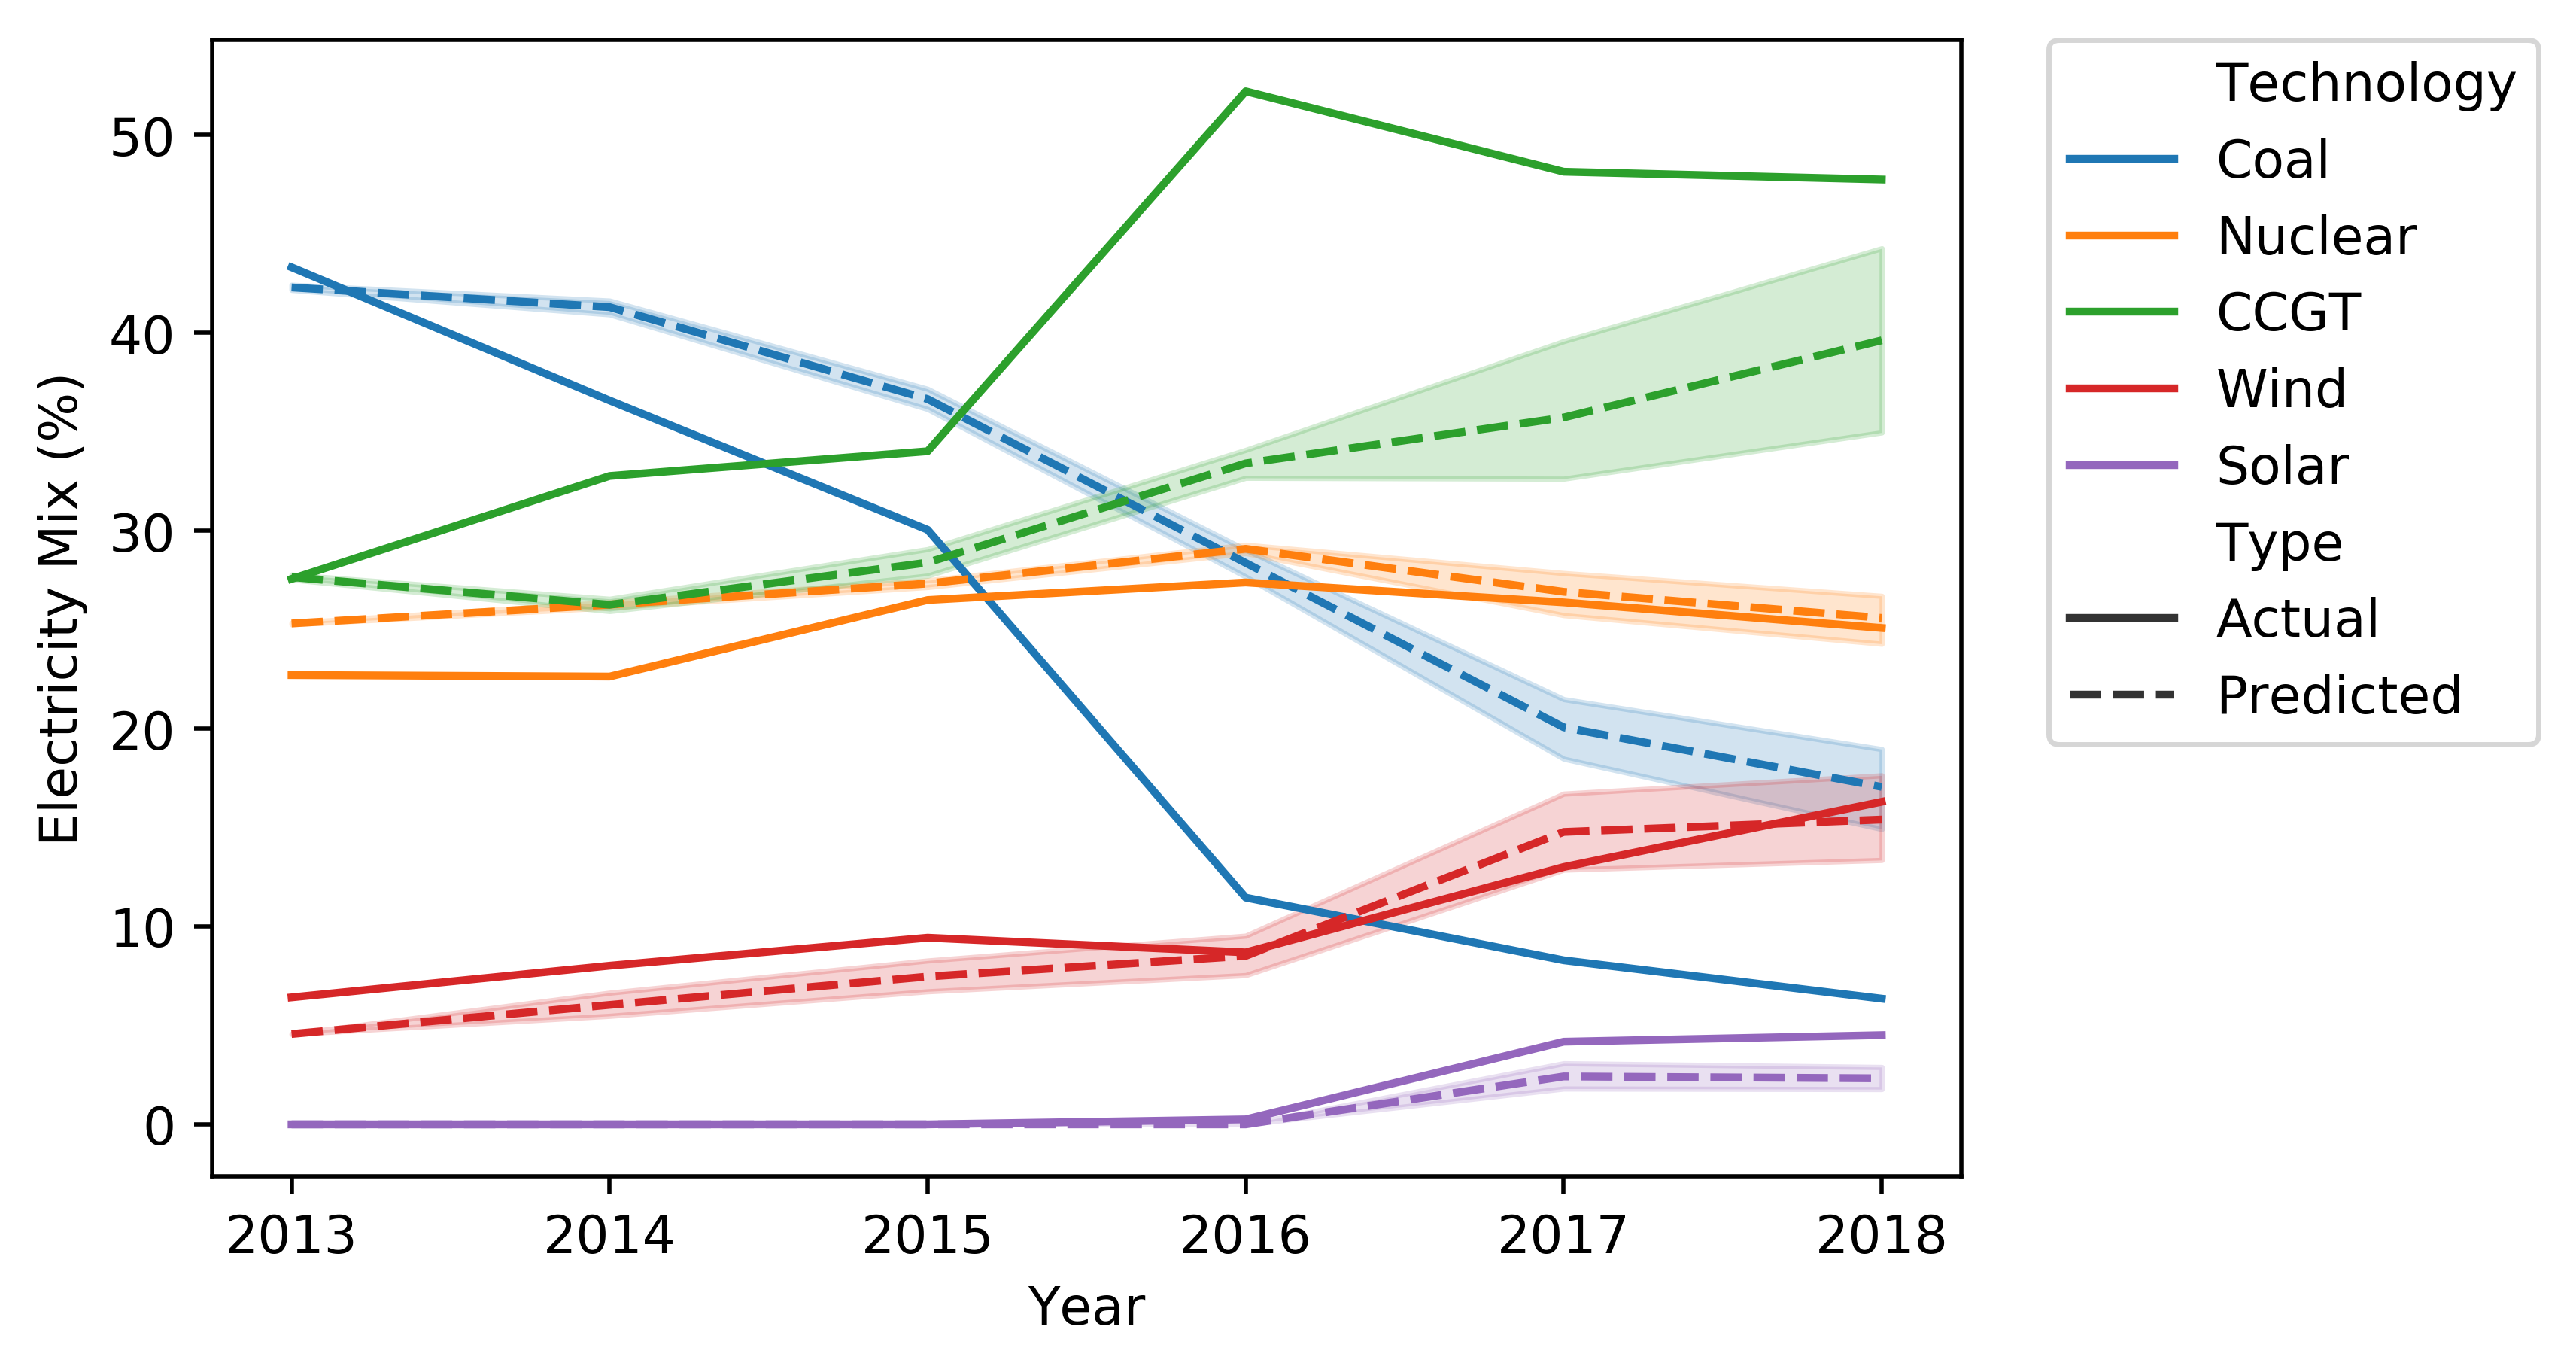 Electricity Mix (%)
50
40
30
20
10
0
2013 2014 2015 2016 2017 2018
Year
Technology
Coal
Nuclear
CCGT
Wind
Solar
Type
Actual
Predicted